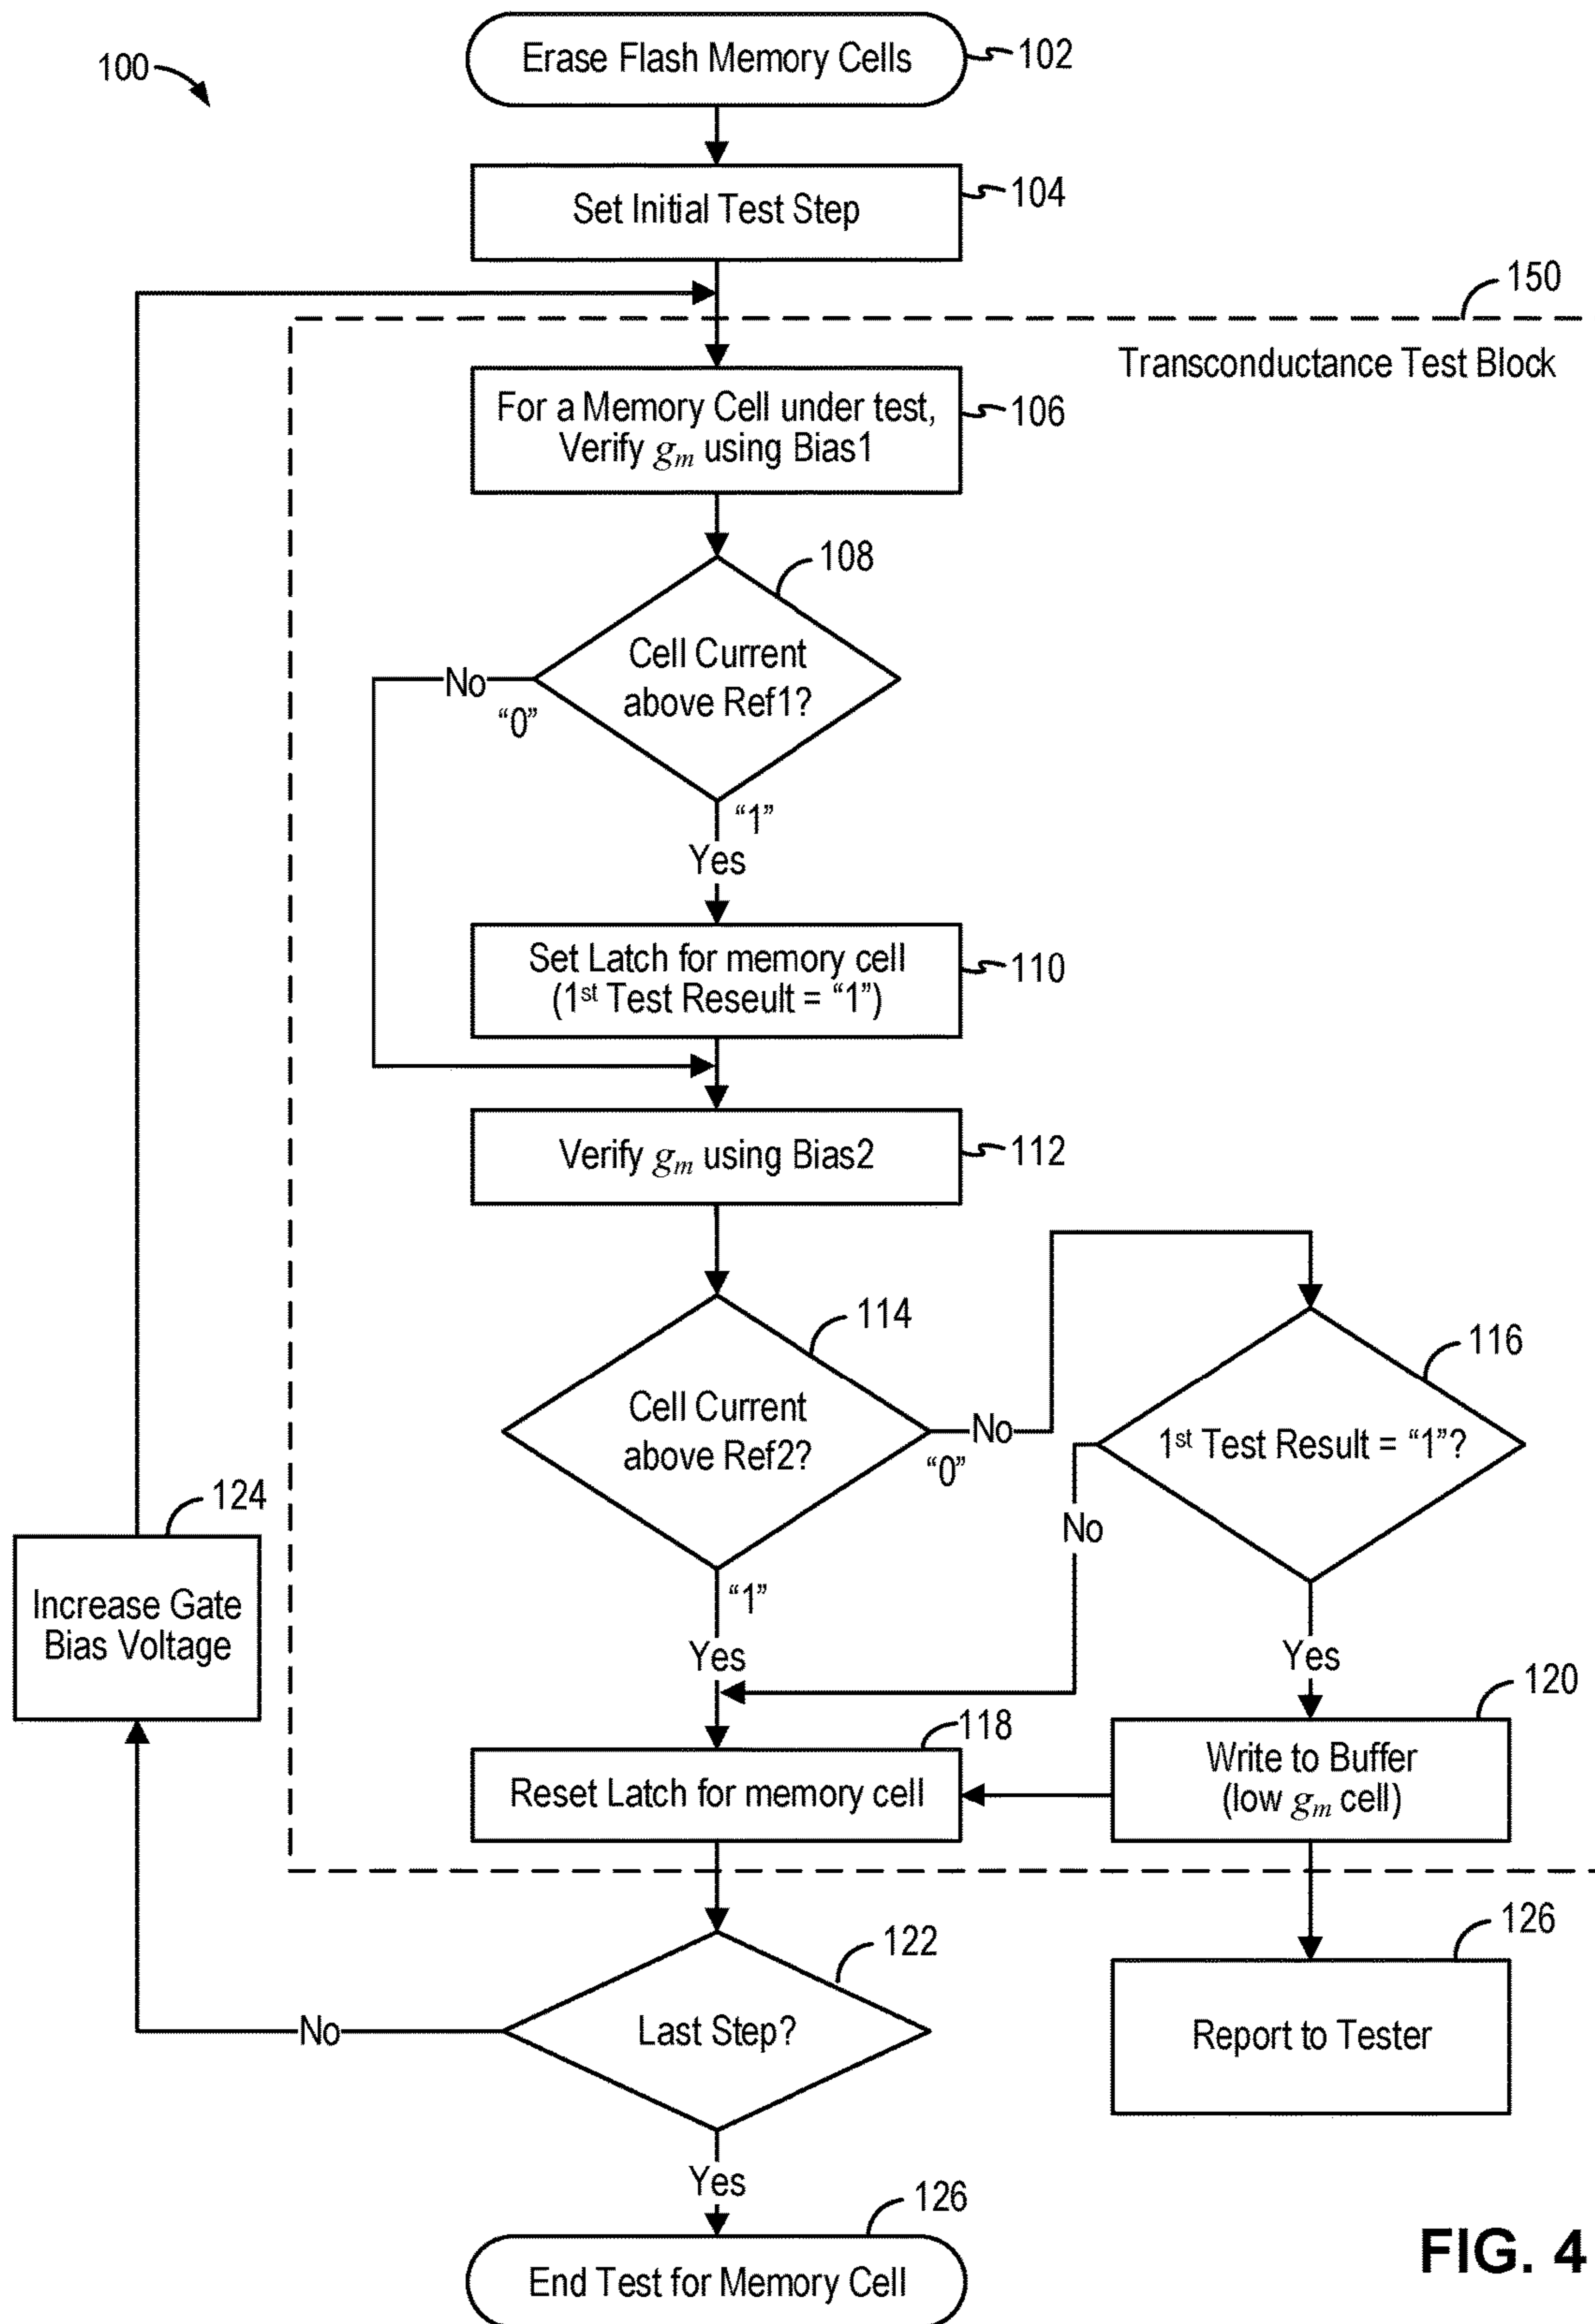 100
Erase Flash Memory Cells
102
Set Initial Test Step
104
150
Transconductance Test Block
For a Memory Cell under test,
Verify gm using Bias1
106
108
Cell Current
above Ref1?
No
“0”
“1”
Yes
Set Latch for memory cell
(1st Test Reseult = “1”)
110
Verify gm using Bias2
112
114
Cell Current
above Ref2?
No
“0”
116
1st Test Result = “1”?
No
“1”
Yes
Yes
124
Increase Gate
Bias Voltage
118
Reset Latch for memory cell
120
Write to Buffer
(low gm cell)
122
Last Step?
No
126
Report to Tester
Yes
126
End Test for Memory Cell
FIG. 4